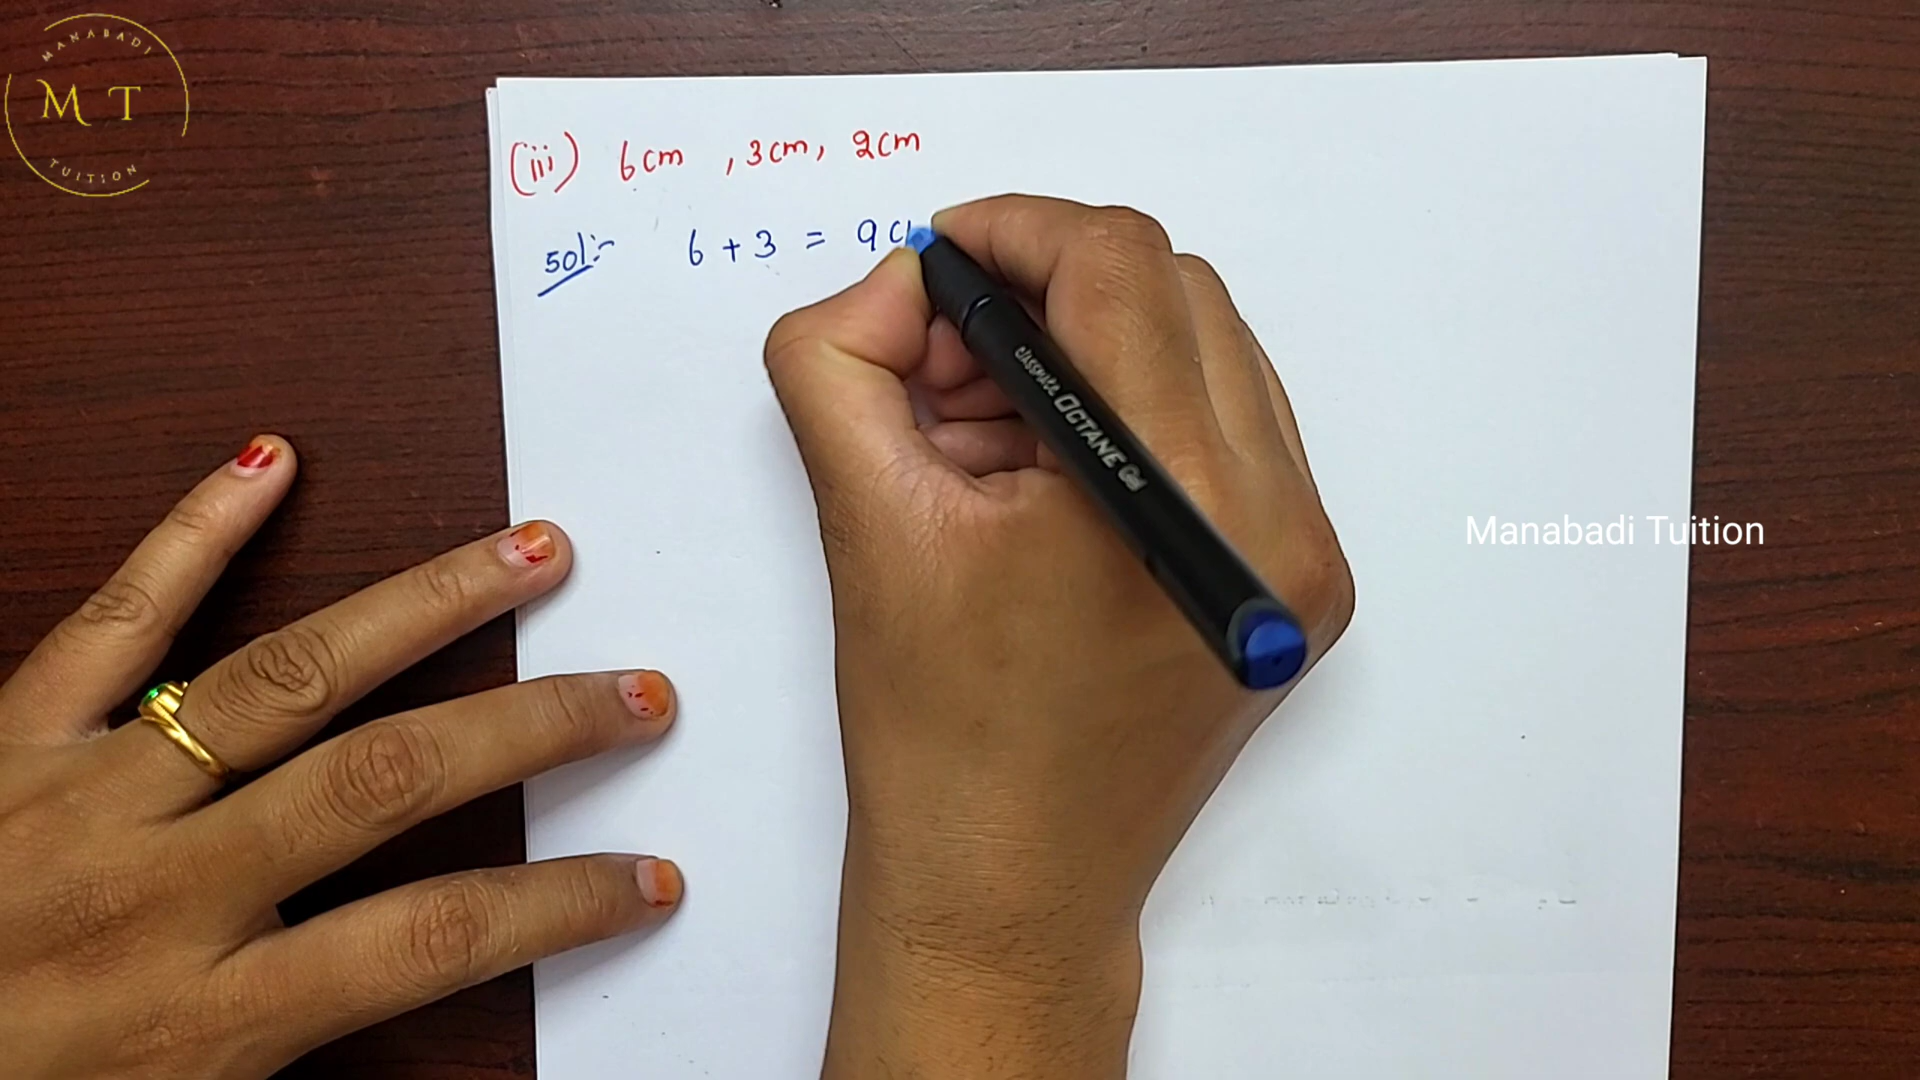 MANABADI
M T
TUITION
(iii) 6cm , 3cm, 2cm
Sol:- 6 + 3 = 9c
classmate OCTANE Gel
Manabadi Tuition